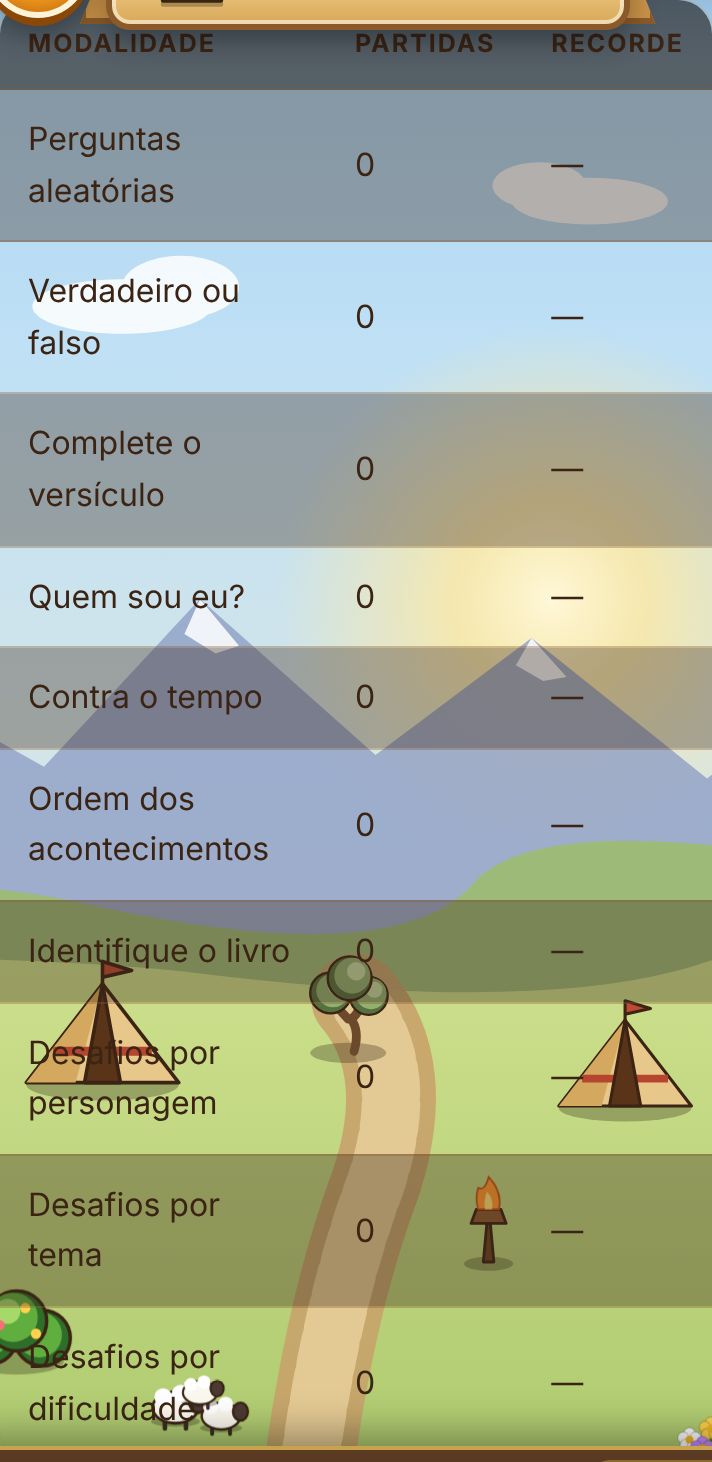 MODALIDADE PARTIDAS RECORDE
Perguntas
aleatórias 0 —
Verdadeiro ou
falso 0 —
Complete o
versículo 0 —
Quem sou eu? 0 —
Contra o tempo 0 —
Ordem dos
acontecimentos 0 —
Identifique o livro 0 —
Desafios por
personagem 0 —
Desafios por
tema 0 —
Desafios por
dificuldade 0 —